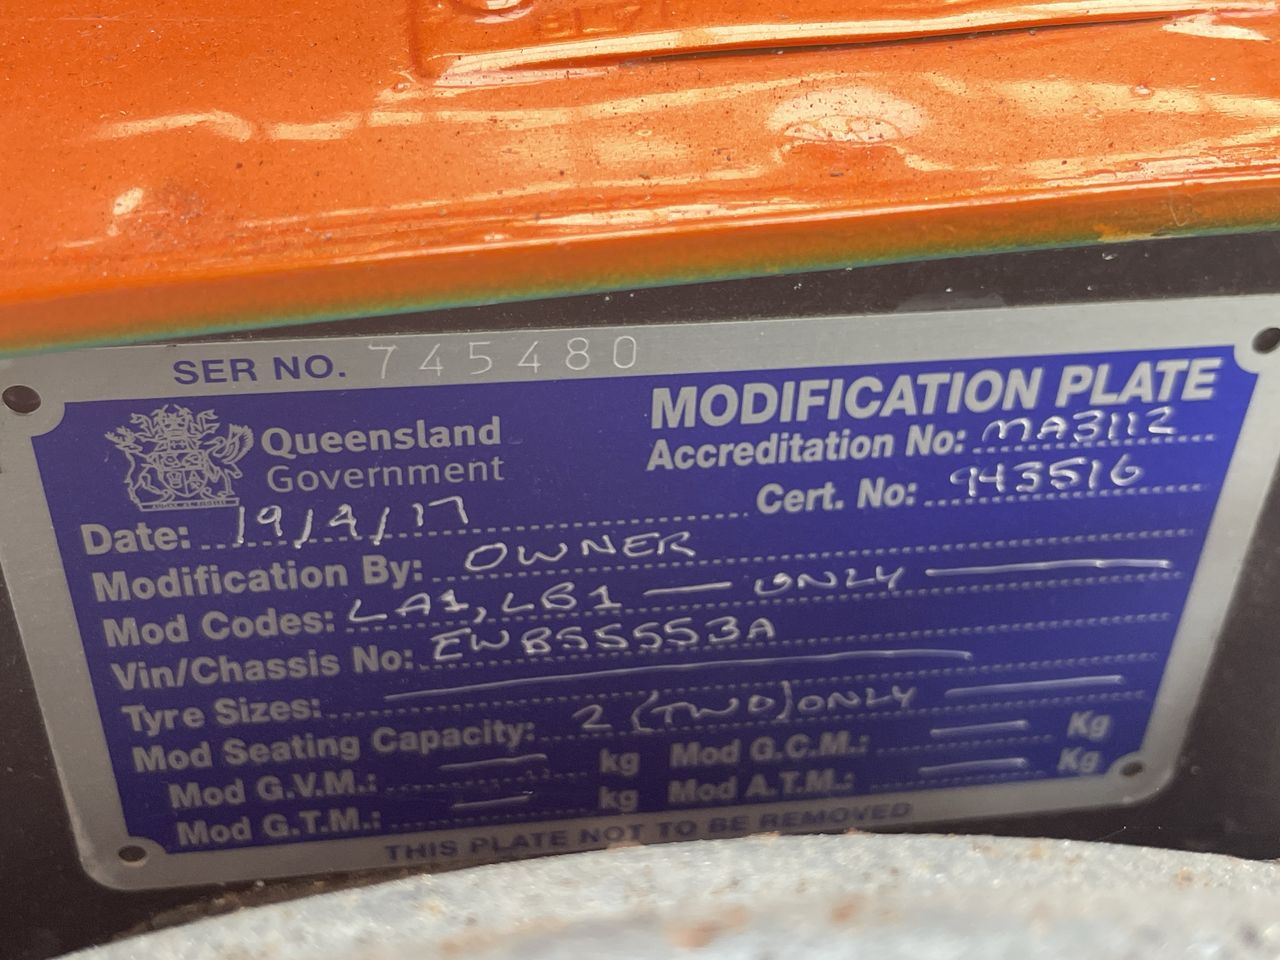 SER NO. 745480
MODIFICATION PLATE
Queensland
Government
Accreditation No: MA3112
Cert. No: 943516
Date: 19/4/17
Modification By: OWNER
Mod Codes: LA1, LB1 — ONLY —
Vin/Chassis No: EWB55553A
Tyre Sizes: —
Mod Seating Capacity: 2 (TWO) ONLY —
Mod G.V.M.: — kg Mod G.C.M.: — Kg
Mod G.T.M.: — kg Mod A.T.M.: — Kg
THIS PLATE NOT TO BE REMOVED